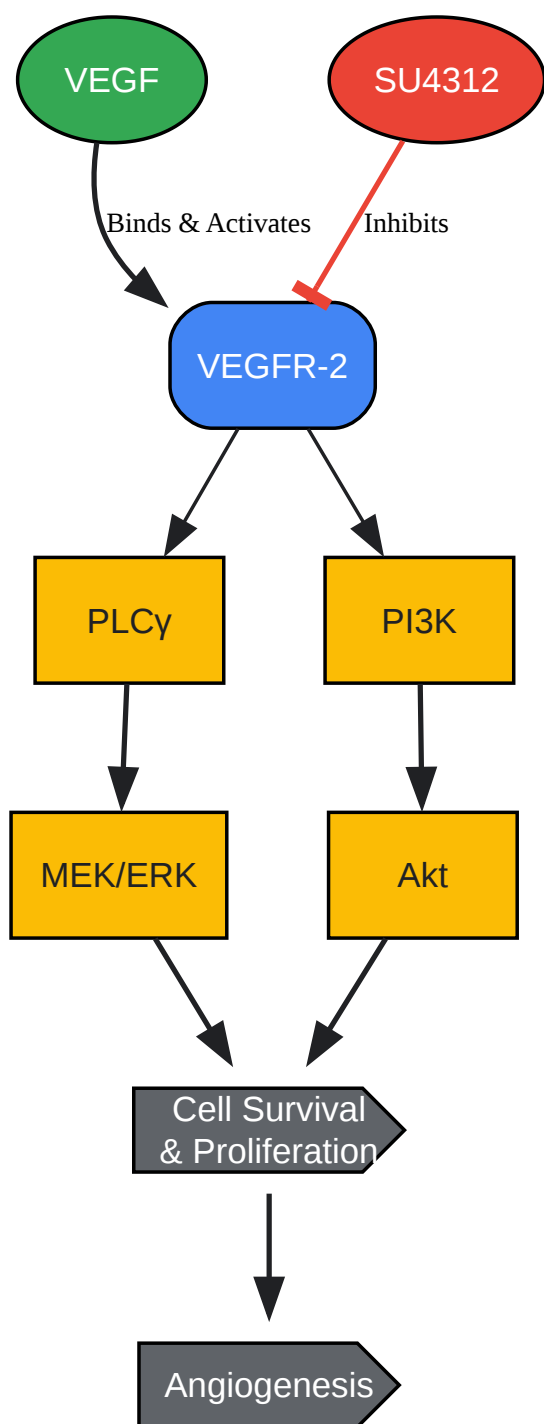 VEGF
SU4312
Binds & Activates
Inhibits
VEGFR-2
PLCγ
PI3K
MEK/ERK
Akt
Cell Survival
& Proliferation
Angiogenesis